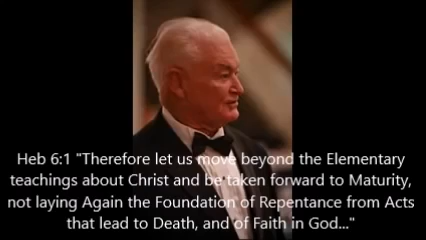 Heb 6:1 "Therefore let us move beyond the Elementary
teachings about Christ and be taken forward to Maturity,
not laying Again the Foundation of Repentance from Acts
that lead to Death, and of Faith in God..."